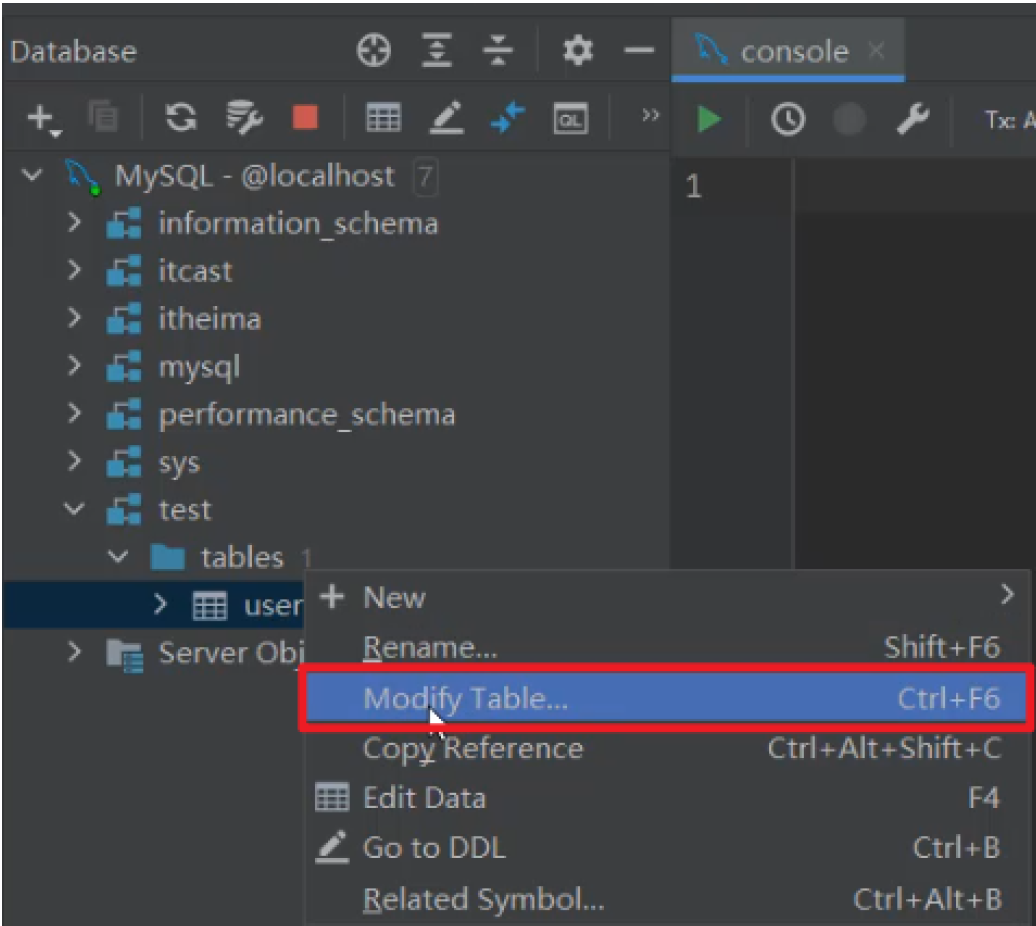 Database
console
QL
Tx: A
MySQL - @localhost 7
1
information_schema
itcast
itheima
mysql
performance_schema
sys
test
tables 1
user
New
Server Obj
Rename... Shift+F6
Modify Table... Ctrl+F6
Copy Reference Ctrl+Alt+Shift+C
Edit Data F4
Go to DDL Ctrl+B
Related Symbol... Ctrl+Alt+B